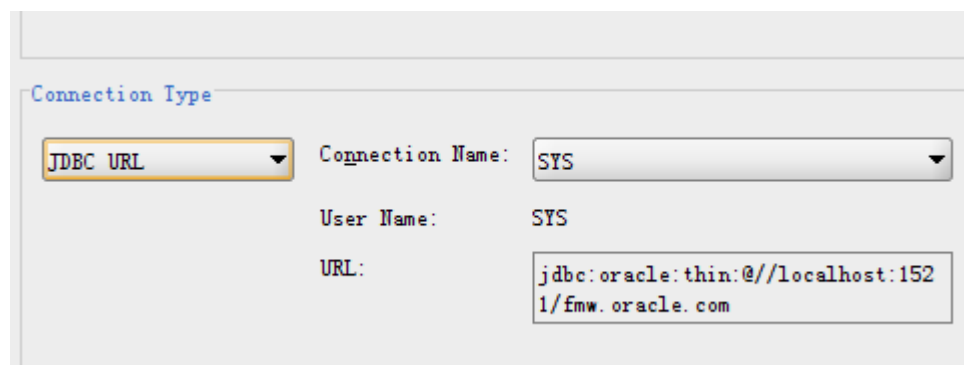 Connection Type
JDBC URL
Connection Name:
SYS
User Name:
SYS
URL:
jdbc:oracle:thin:@//localhost:152
1/fmw.oracle.com